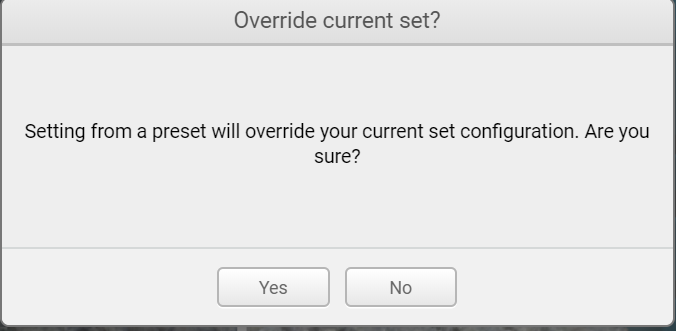 Override current set?
Setting from a preset will override your current set configuration. Are you
sure?
Yes
No